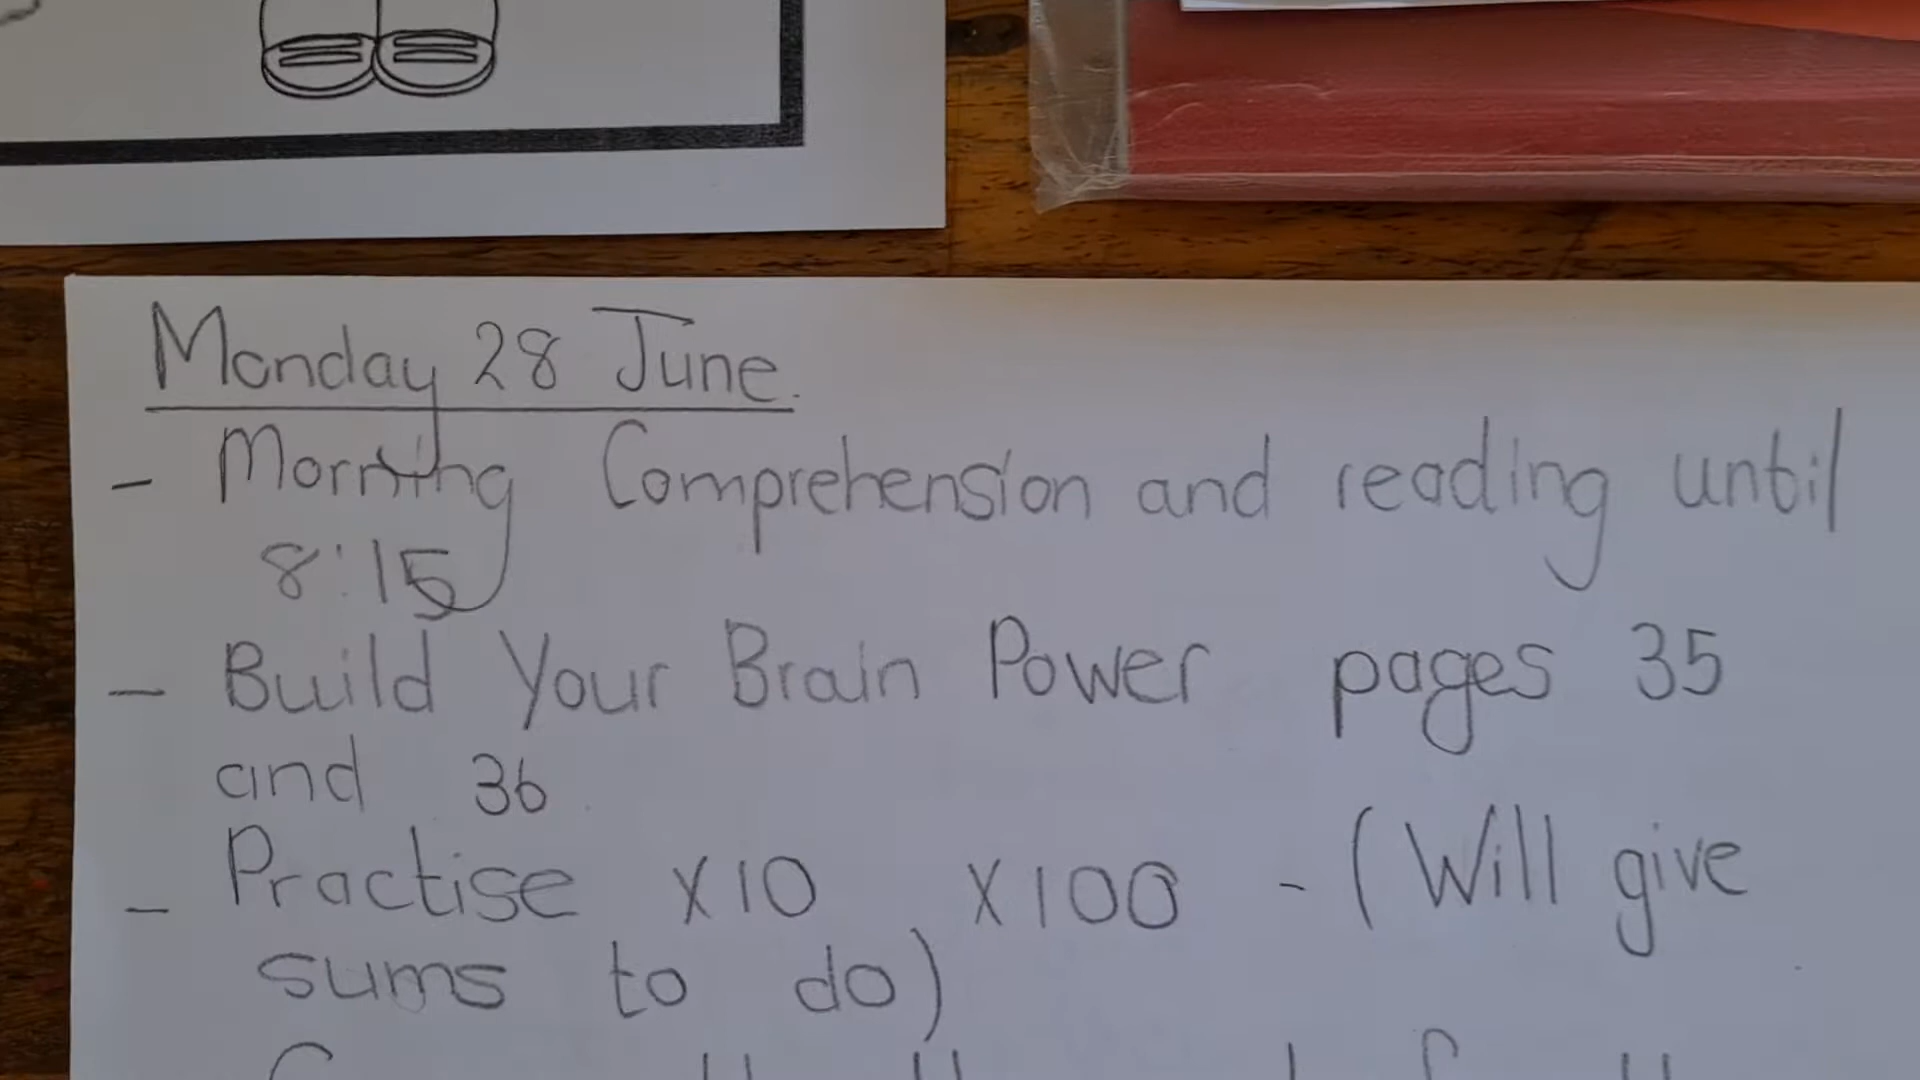 Monday 28 June.
- Morning Comprehension and reading until
8:15
- Build Your Brain Power pages 35
and 36
- Practise x10 x100 - (Will give
sums to do)